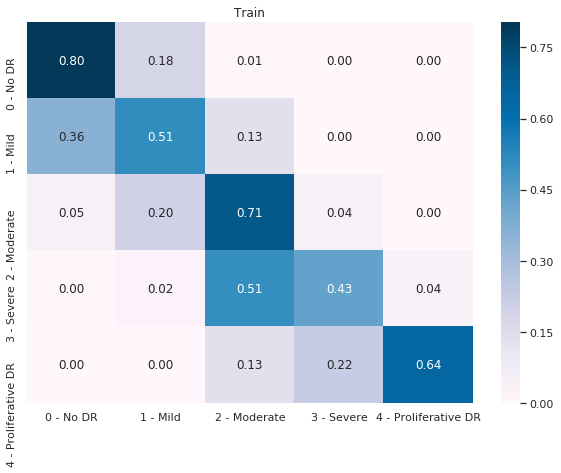 Train
0 - No DR
0.80 0.18 0.01 0.00 0.00
1 - Mild
0.36 0.51 0.13 0.00 0.00
2 - Moderate
0.05 0.20 0.71 0.04 0.00
3 - Severe
0.00 0.02 0.51 0.43 0.04
4 - Proliferative DR
0.00 0.00 0.13 0.22 0.64
0 - No DR 1 - Mild 2 - Moderate 3 - Severe 4 - Proliferative DR
0.75
0.60
0.45
0.30
0.15
0.00